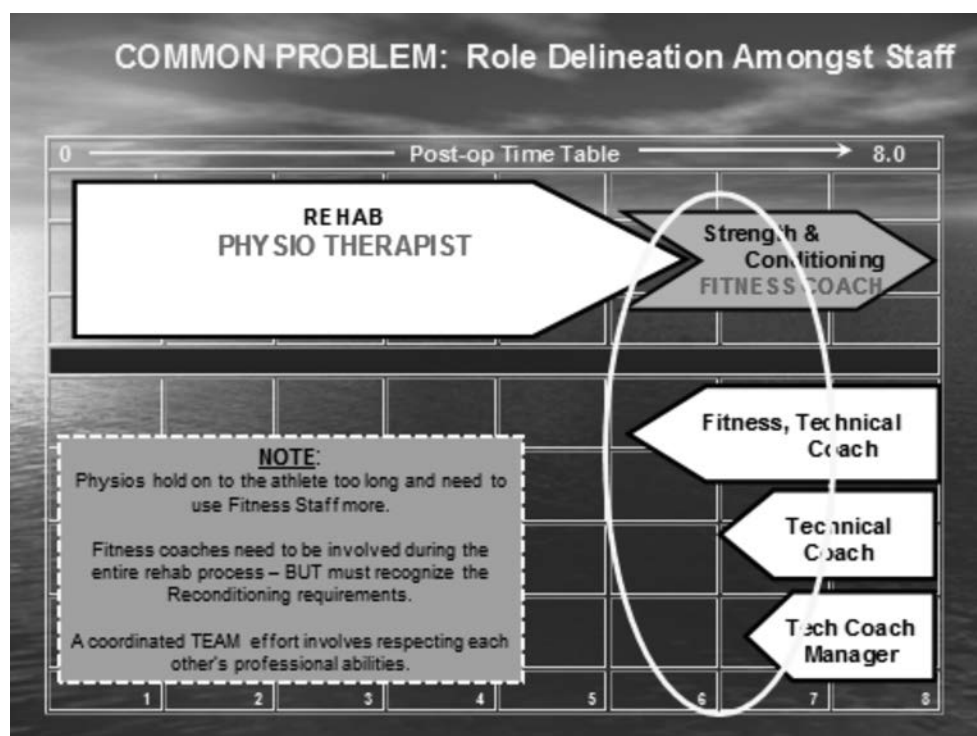 COMMON PROBLEM: Role Delineation Amongst Staff
0 Post-op Time Table 8.0
REHAB
PHYSIO THERAPIST
Strength &
Conditioning
FITNESS COACH
Fitness, Technical
Coach
Technical
Coach
Tech Coach
Manager
NOTE:
Physios hold on to the athlete too long and need to
use Fitness Staff more.
Fitness coaches need to be involved during the
entire rehab process – BUT must recognize the
Reconditioning requirements.
A coordinated TEAM effort involves respecting each
other's professional abilities.
1 2 3 4 5 6 7 8